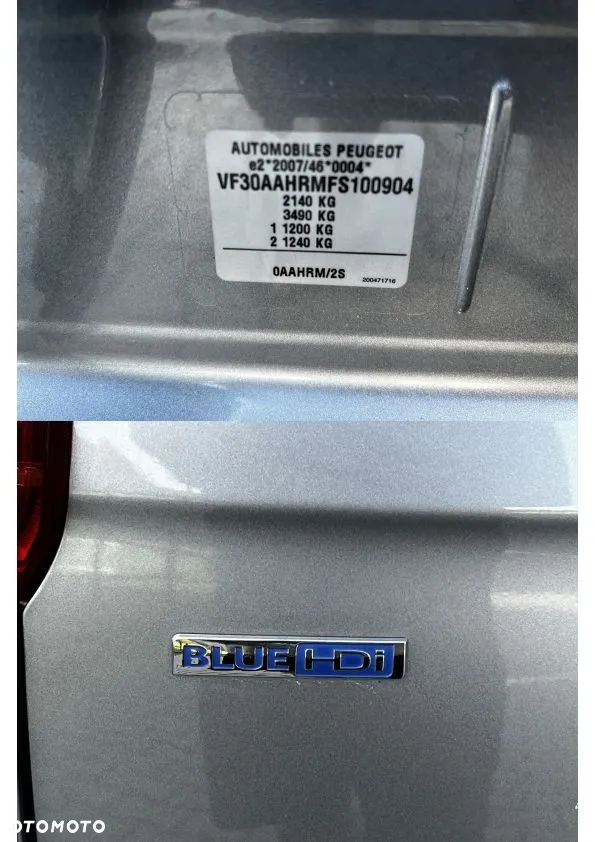 AUTOMOBILES PEUGEOT
e2*2007/46*0004*
VF30AAHRMFS100904
2140 KG
3490 KG
1 1200 KG
2 1240 KG
0AAHRM/2S
200471716
BLUE HDi
OTOMOTO